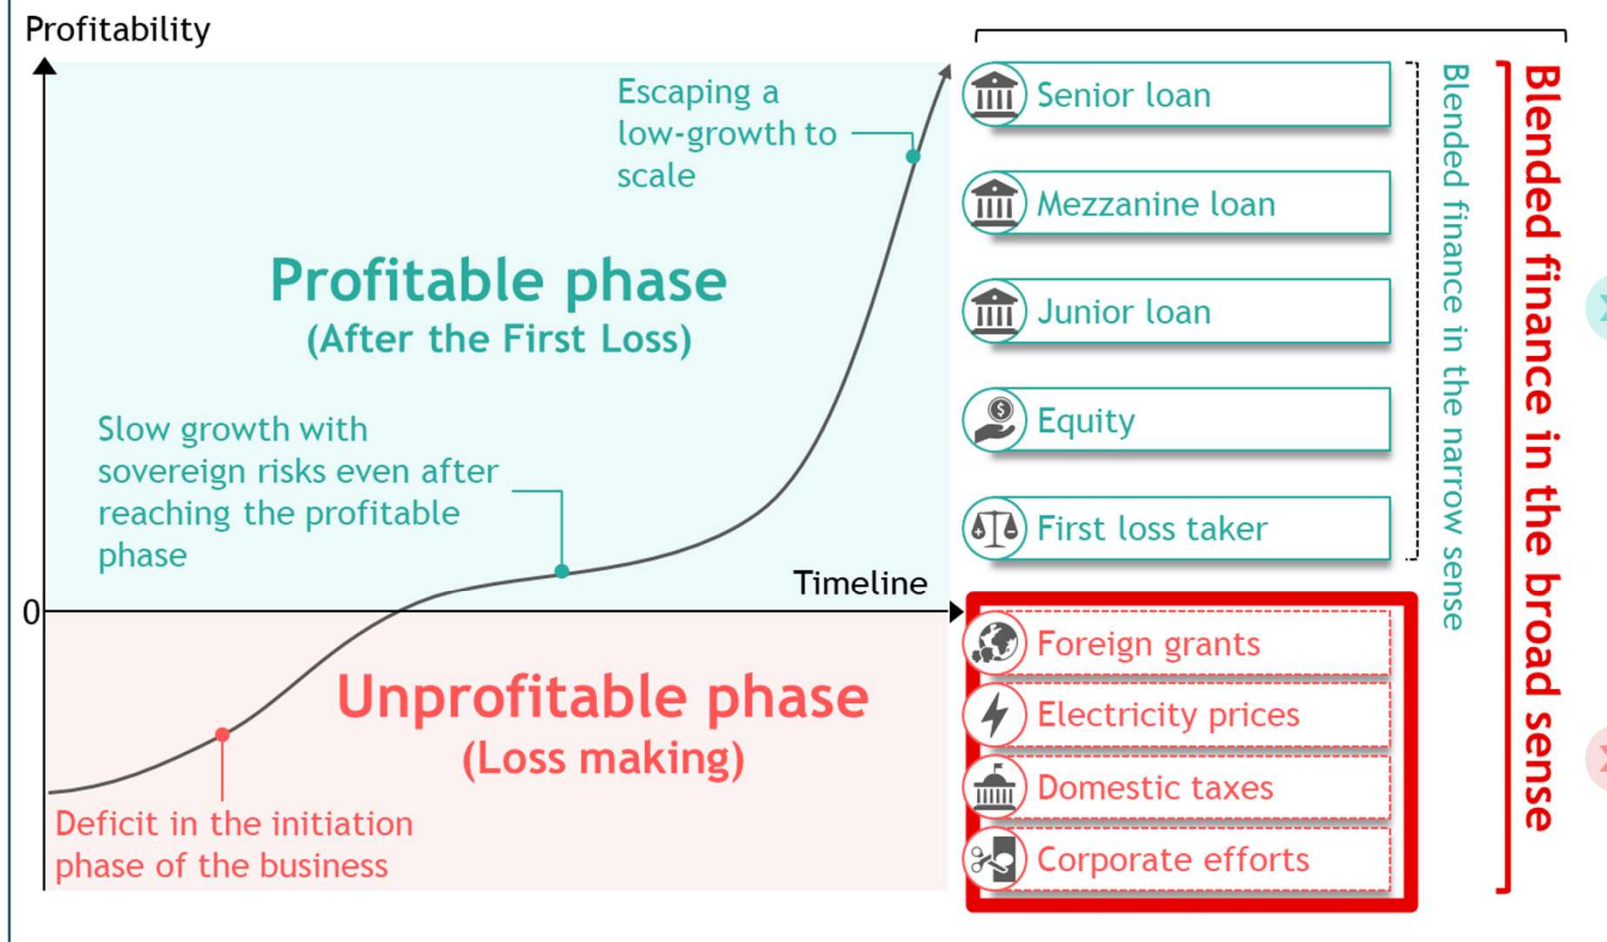 Profitability
Escaping a
low-growth to
scale
Profitable phase
(After the First Loss)
Slow growth with
sovereign risks even after
reaching the profitable
phase
Timeline
0
Unprofitable phase
(Loss making)
Deficit in the initiation
phase of the business
Senior loan
Mezzanine loan
Junior loan
Equity
First loss taker
Foreign grants
Electricity prices
Domestic taxes
Corporate efforts
Blended finance in the narrow sense
Blended finance in the broad sense